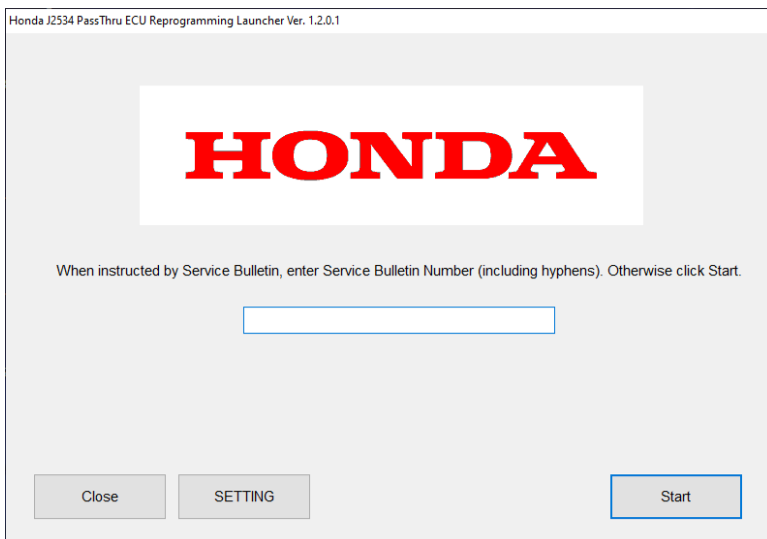 Honda J2534 PassThru ECU Reprogramming Launcher Ver. 1.2.0.1
HONDA
When instructed by Service Bulletin, enter Service Bulletin Number (including hyphens). Otherwise click Start.
Close
SETTING
Start